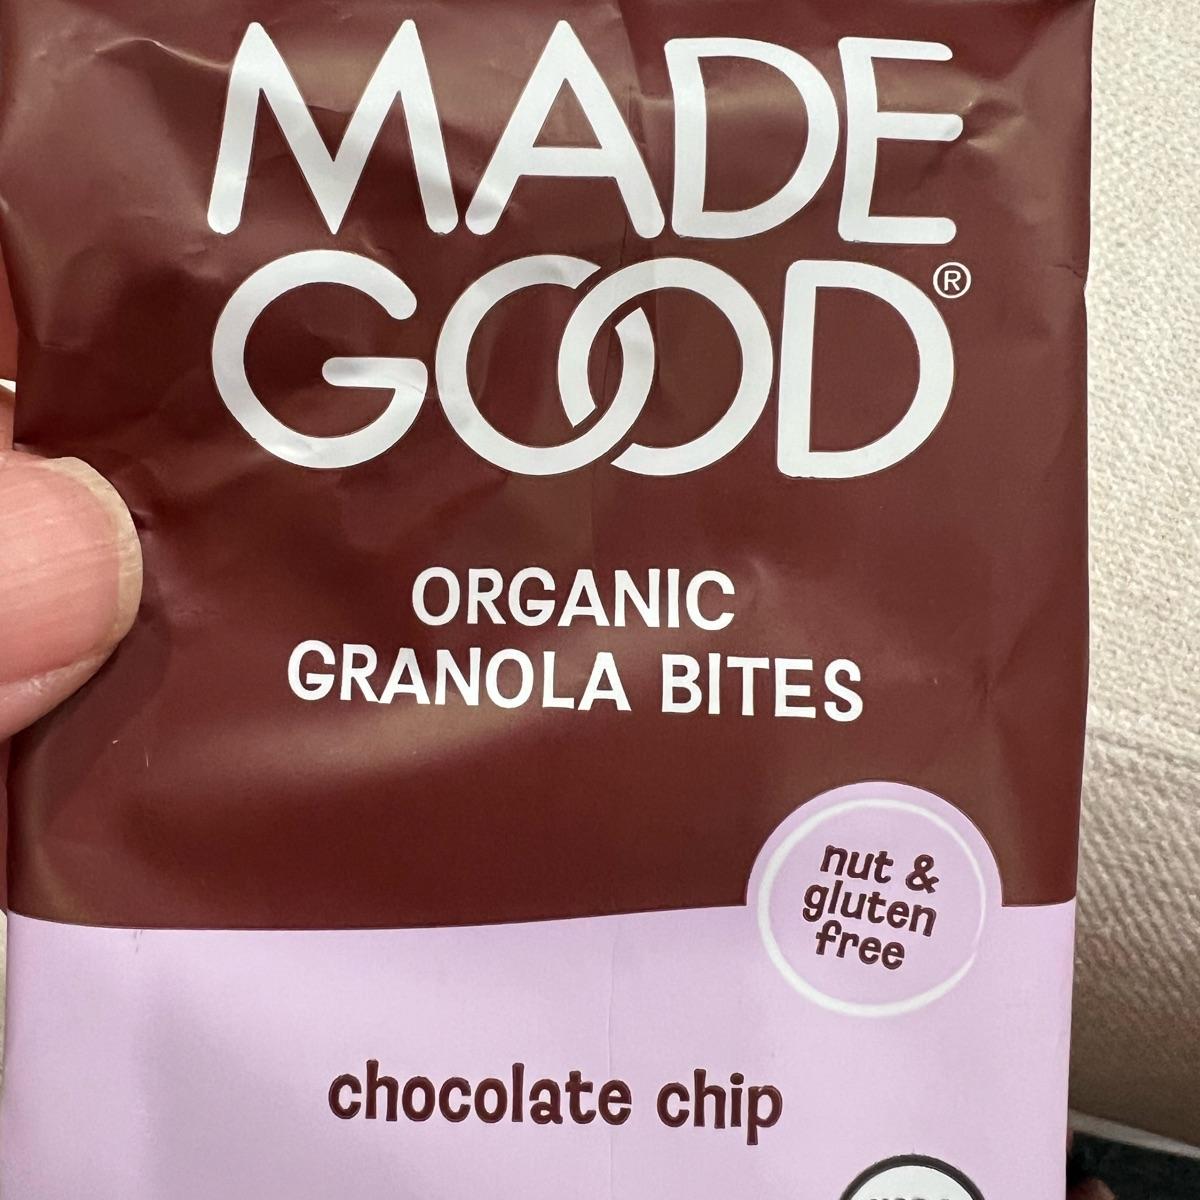 MADE
GOOD®
ORGANIC
GRANOLA BITES
nut &
gluten
free
chocolate chip